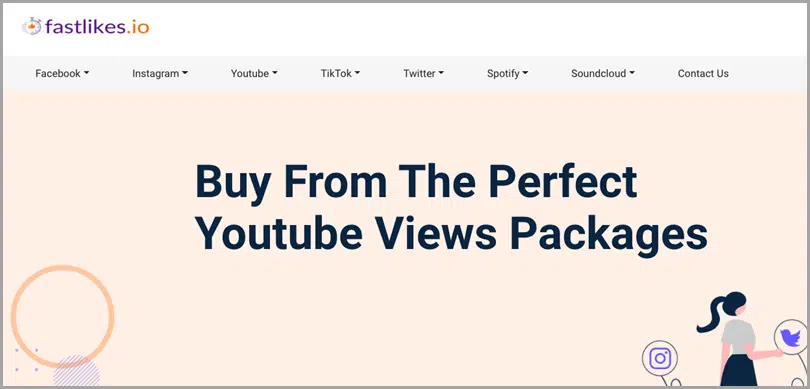 fastlikes.io
Facebook Instagram Youtube TikTok Twitter Spotify Soundcloud Contact Us
Buy From The Perfect
Youtube Views Packages